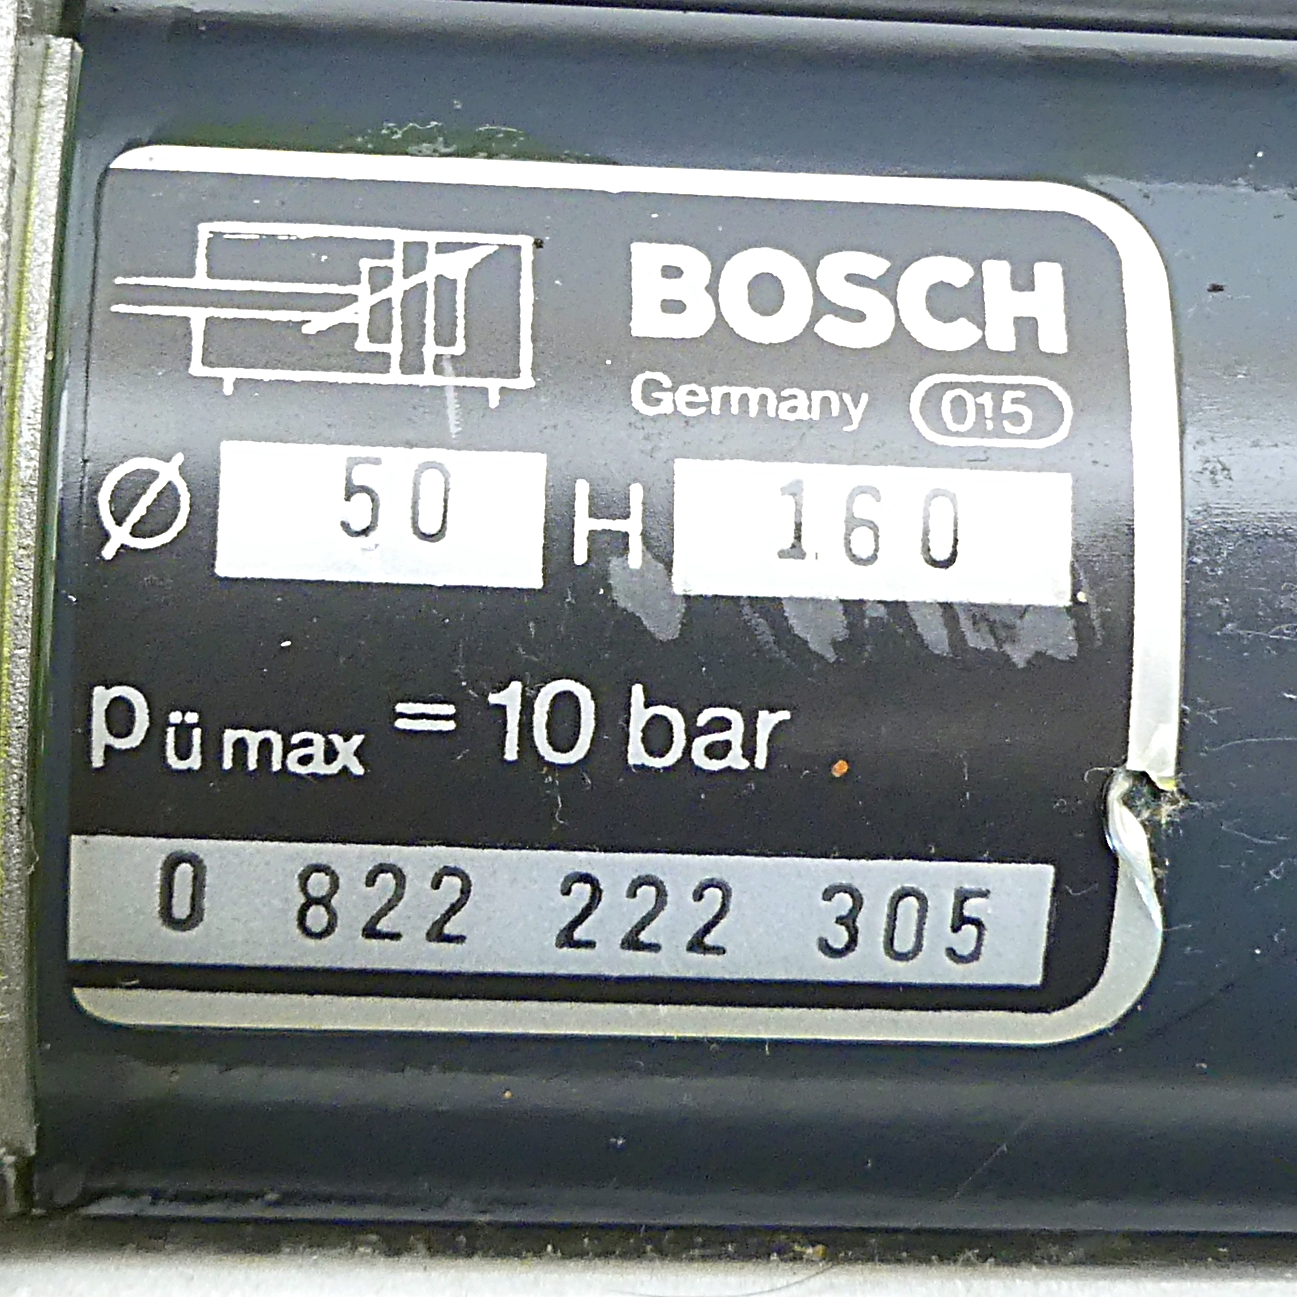 BOSCH
Germany 015
Ø 50 H 160
pü max = 10 bar
0 822 222 305